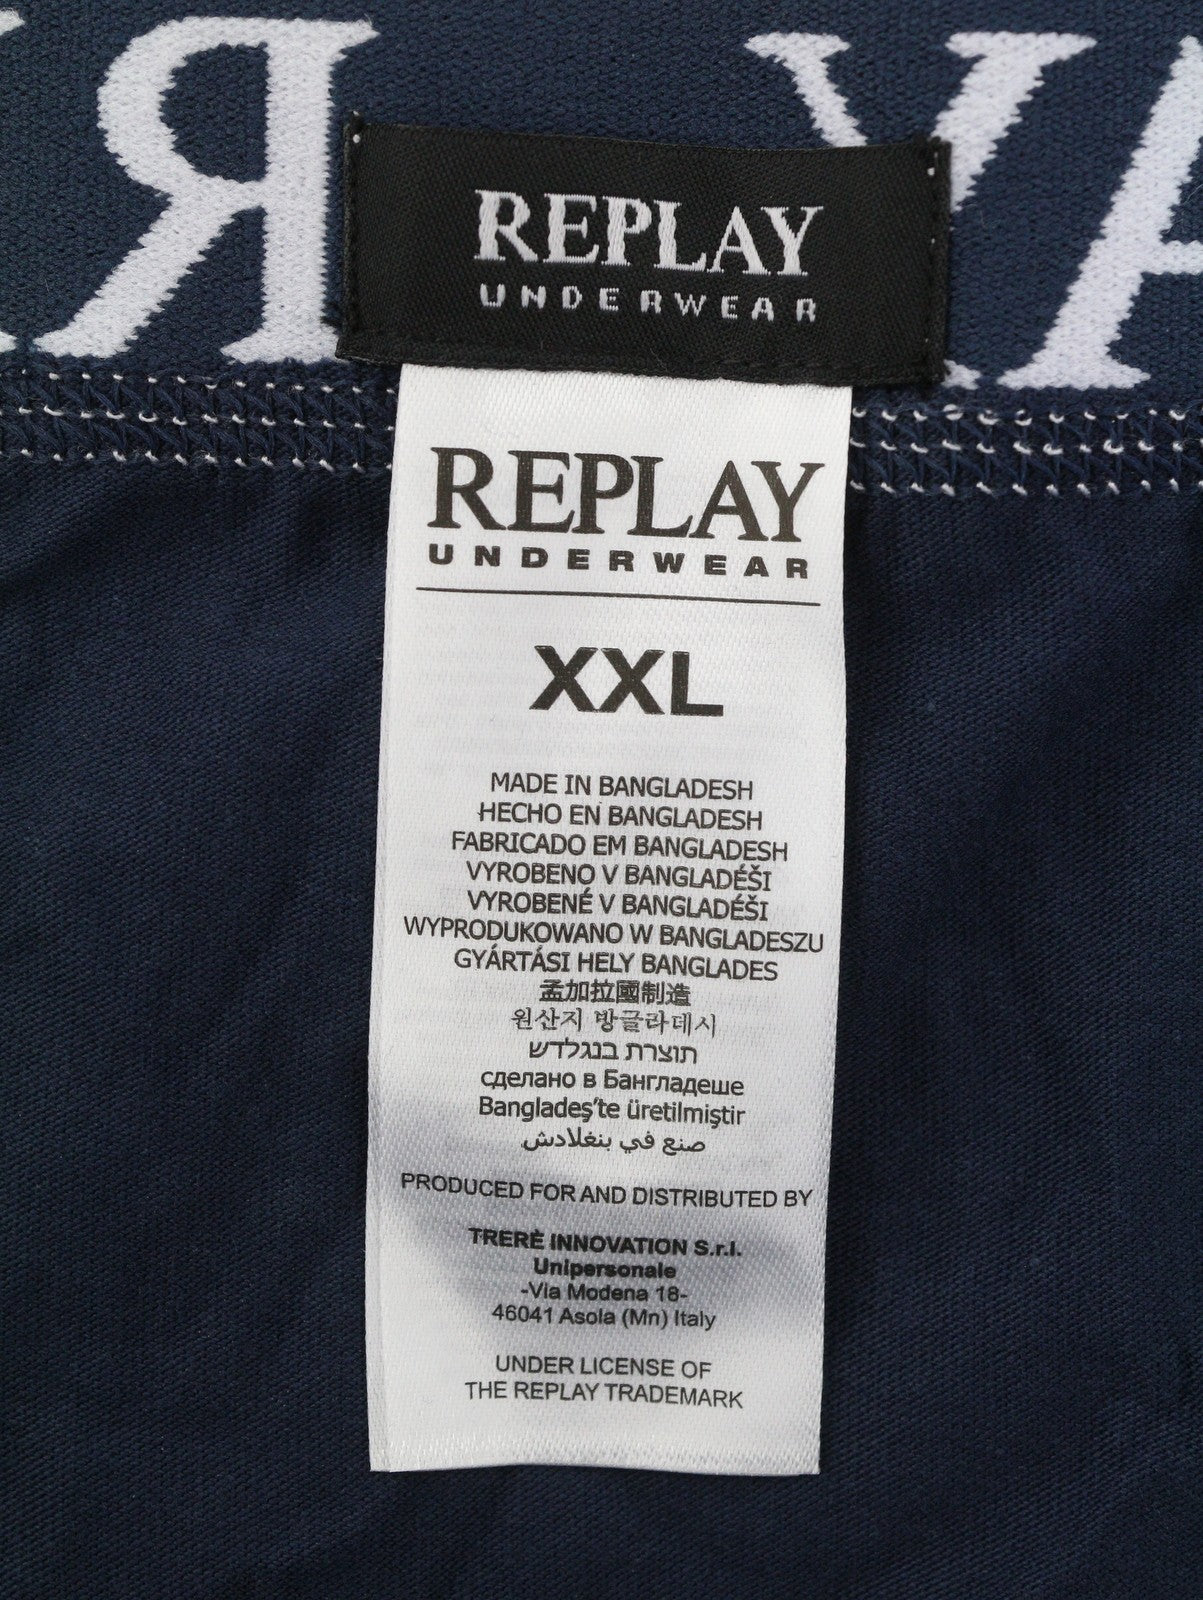 REPLAY
UNDERWEAR
REPLAY
UNDERWEAR
XXL
MADE IN BANGLADESH
HECHO EN BANGLADESH
FABRICADO EM BANGLADESH
VYROBENO V BANGLADÉŠI
VYROBENÉ V BANGLADÉŠI
WYPRODUKOWANO W BANGLADESZU
GYÁRTÁSI HELY BANGLADES
孟加拉國制造
원산지 방글라데시
תוצרת בנגלדש
сделано в Бангладеше
Bangladeş'te üretilmiştir
صنع في بنغلادش
PRODUCED FOR AND DISTRIBUTED BY
TRERÈ INNOVATION S.r.l.
Unipersonale
-Via Modena 18-
46041 Asola (Mn) Italy
UNDER LICENSE OF
THE REPLAY TRADEMARK